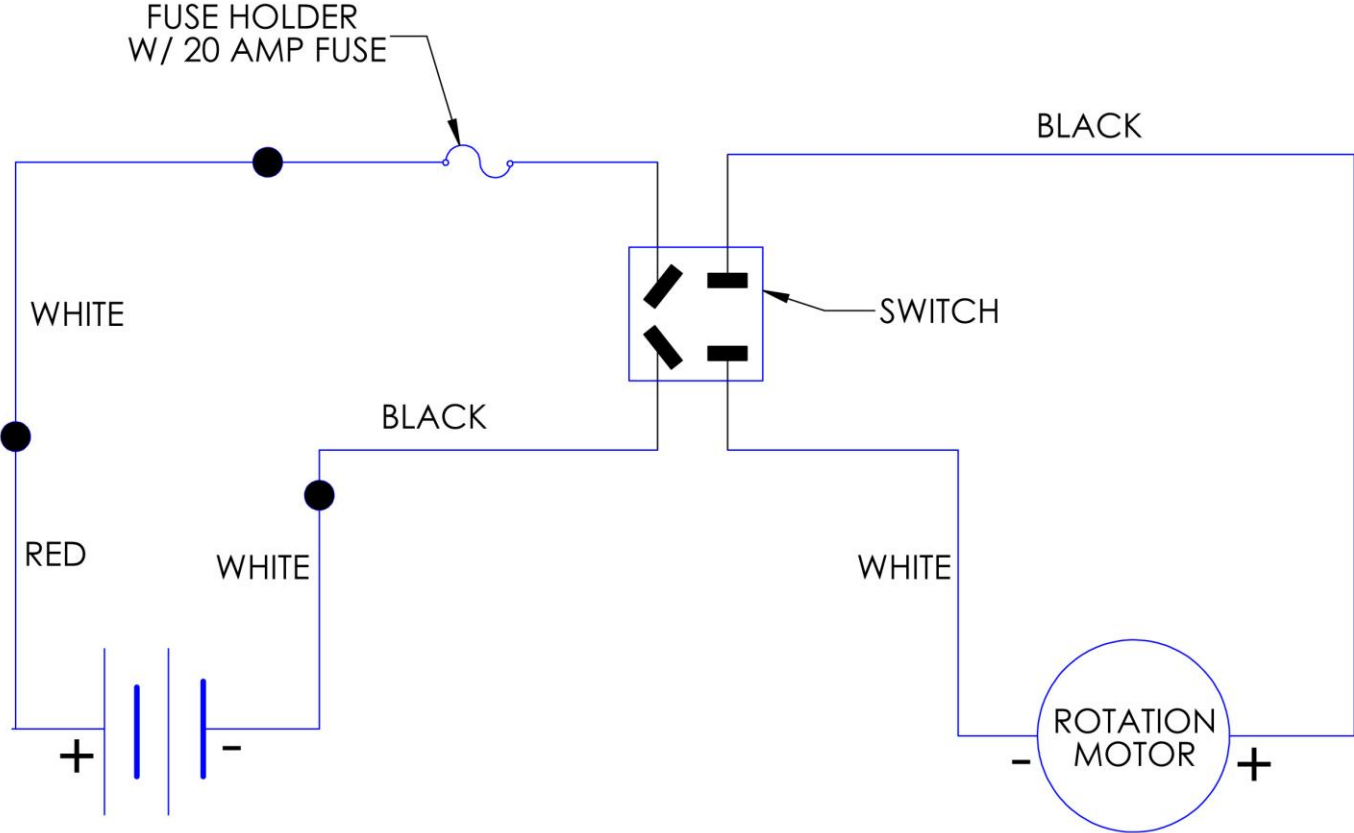 FUSE HOLDER
W/ 20 AMP FUSE
BLACK
WHITE
SWITCH
BLACK
RED
WHITE
WHITE
ROTATION
MOTOR
+
-
-
+